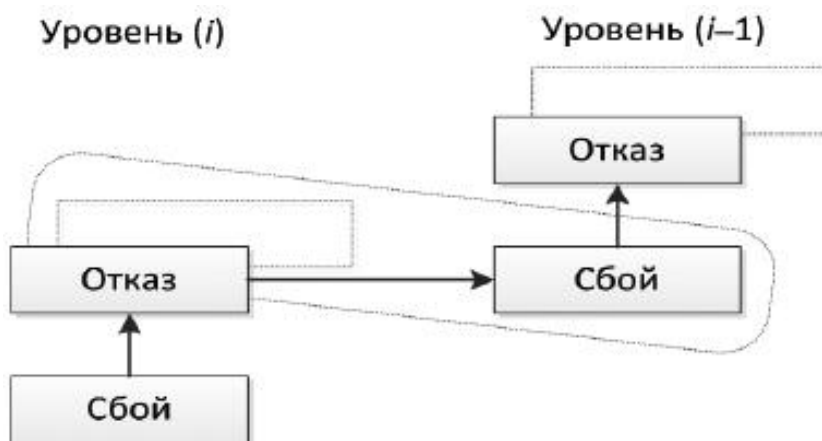 Уровень (i)
Уровень (i–1)
Отказ
Отказ
Сбой
Сбой